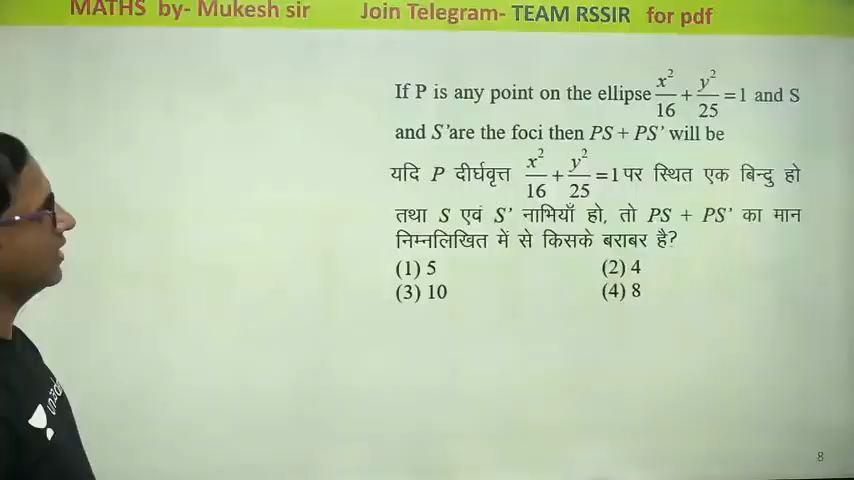 MATHS by- Mukesh sir Join Telegram- TEAM RSSIR for pdf
If P is any point on the ellipse x²/16 + y²/25 = 1 and S
and S'are the foci then PS + PS' will be
यदि P दीर्घवृत्त x²/16 + y²/25 = 1 पर स्थित एक बिन्दु हो
तथा S एवं S' नाभियाँ हो, तो PS + PS' का मान
निम्नलिखित में से किसके बराबर है?
(1) 5 (2) 4
(3) 10 (4) 8
8